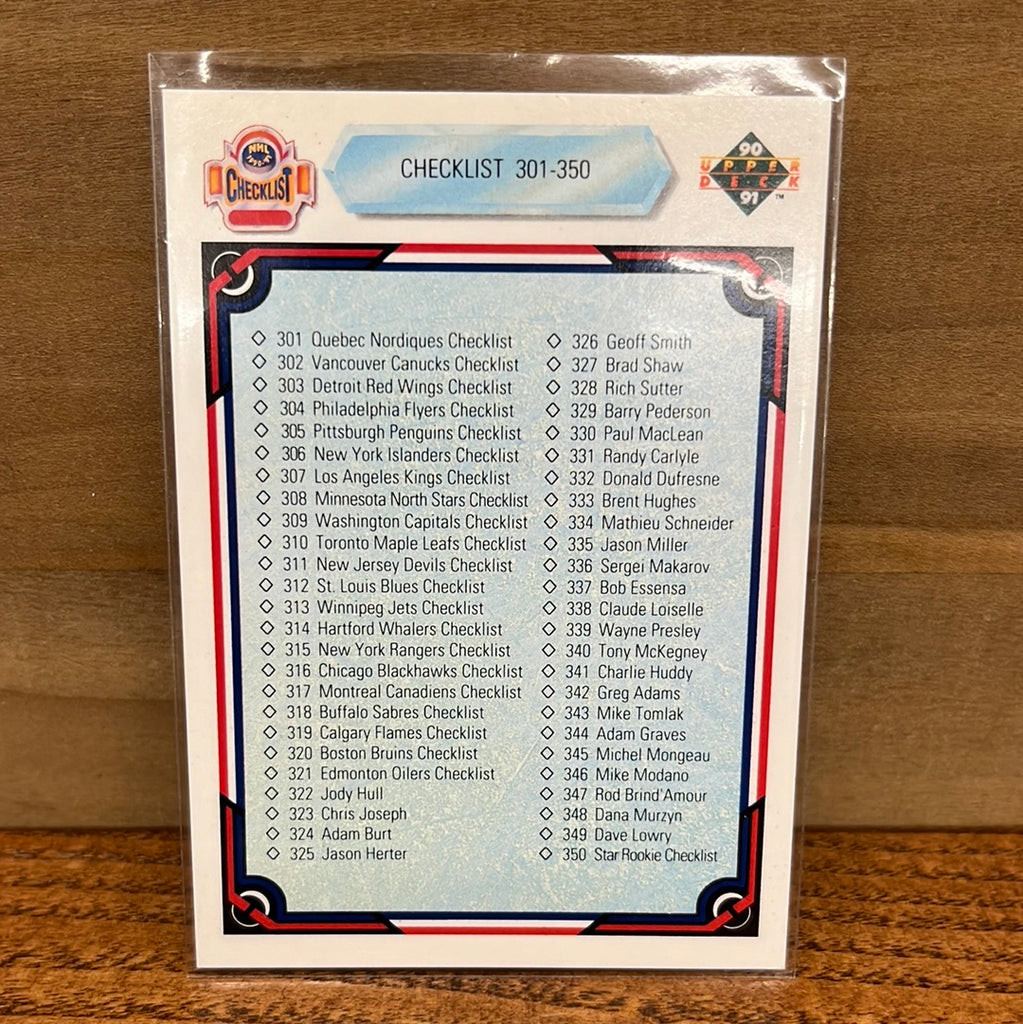 NHL
CHECKLIST
CHECKLIST 301-350
90
UPPER
DECK
91
TM
301 Quebec Nordiques Checklist
302 Vancouver Canucks Checklist
303 Detroit Red Wings Checklist
304 Philadelphia Flyers Checklist
305 Pittsburgh Penguins Checklist
306 New York Islanders Checklist
307 Los Angeles Kings Checklist
308 Minnesota North Stars Checklist
309 Washington Capitals Checklist
310 Toronto Maple Leafs Checklist
311 New Jersey Devils Checklist
312 St. Louis Blues Checklist
313 Winnipeg Jets Checklist
314 Hartford Whalers Checklist
315 New York Rangers Checklist
316 Chicago Blackhawks Checklist
317 Montreal Canadiens Checklist
318 Buffalo Sabres Checklist
319 Calgary Flames Checklist
320 Boston Bruins Checklist
321 Edmonton Oilers Checklist
322 Jody Hull
323 Chris Joseph
324 Adam Burt
325 Jason Herter
326 Geoff Smith
327 Brad Shaw
328 Rich Sutter
329 Barry Pederson
330 Paul MacLean
331 Randy Carlyle
332 Donald Dufresne
333 Brent Hughes
334 Mathieu Schneider
335 Jason Miller
336 Sergei Makarov
337 Bob Essensa
338 Claude Loiselle
339 Wayne Presley
340 Tony McKegney
341 Charlie Huddy
342 Greg Adams
343 Mike Tomlak
344 Adam Graves
345 Michel Mongeau
346 Mike Modano
347 Rod Brind'Amour
348 Dana Murzyn
349 Dave Lowry
350 Star Rookie Checklist